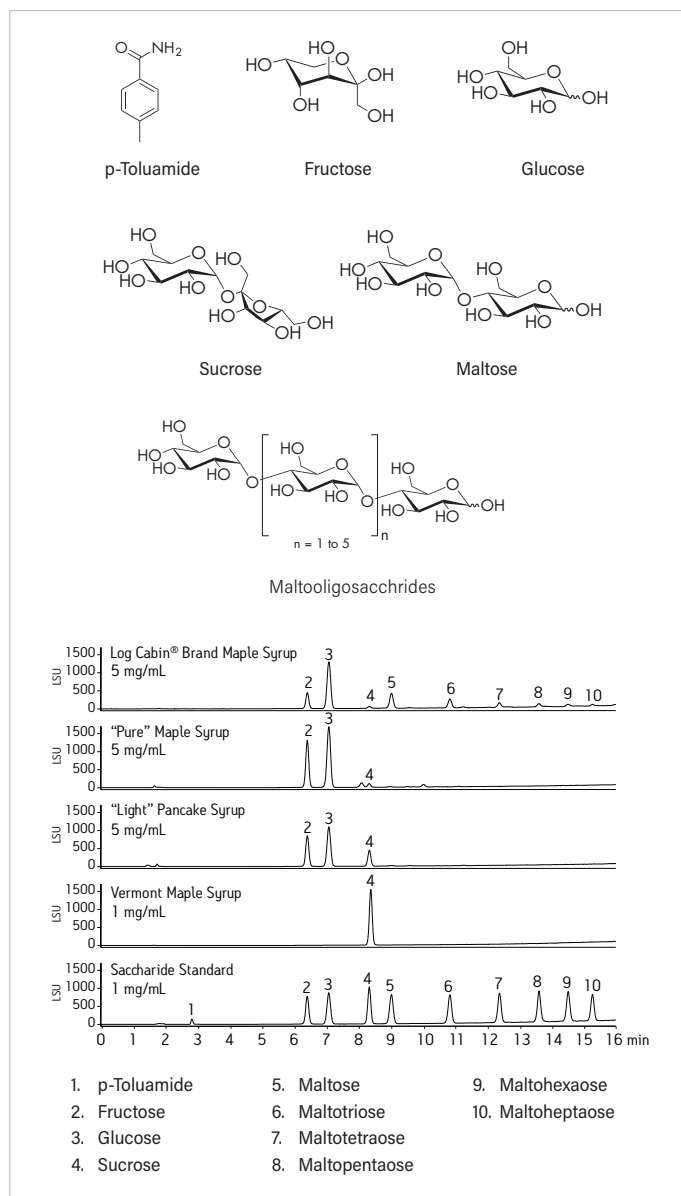 O
NH2
p-Toluamide
HO
O
HO
OH
OH
OH
Fructose
OH
HO
HO
O
OH
OH
Glucose
HO
HO
HO
O
HO
O
HO
O
HO
OH
OH
Sucrose
HO
HO
HO
O
HO
O
HO
O
HO
HO
OH
Maltose
HO
HO
HO
O
HO
O
HO
O
HO
HO
O
HO
O
HO
HO
OH
n
n = 1 to 5
Maltooligosacchrides
LSU
1500
1000
500
0
Log Cabin® Brand Maple Syrup
5 mg/mL
2 3 4 5 6 7 8 9 10
LSU
1500
1000
500
0
“Pure” Maple Syrup
5 mg/mL
2 3 4
LSU
1500
1000
500
0
“Light” Pancake Syrup
5 mg/mL
2 3 4
LSU
1500
1000
500
0
Vermont Maple Syrup
1 mg/mL
4
LSU
1500
1000
500
0
Saccharide Standard
1 mg/mL
1 2 3 4 5 6 7 8 9 10
0 1 2 3 4 5 6 7 8 9 10 11 12 13 14 15 16 min
1. p-Toluamide
2. Fructose
3. Glucose
4. Sucrose
5. Maltose
6. Maltotriose
7. Maltotetraose
8. Maltopentaose
9. Maltohexaose
10. Maltoheptaose